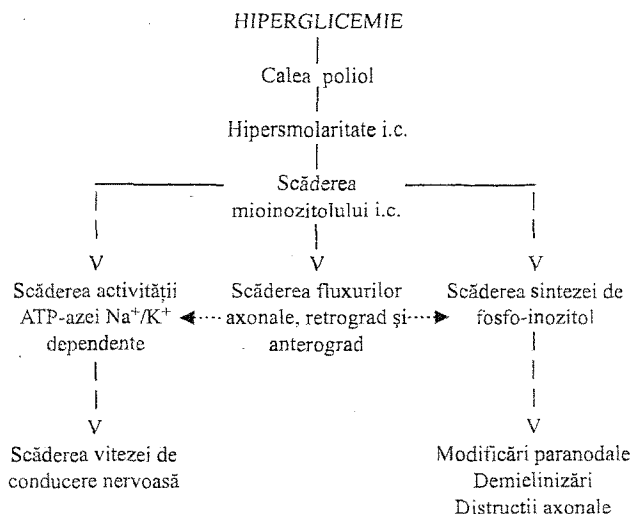 HIPERGLICEMIE
Calea poliol
Hipersmolaritate i.c.
Scăderea
mioinozitolului i.c.
V
V
V
Scăderea activității
ATP-azei Na⁺/K⁺
dependente
Scăderea fluxurilor
axonale, retrograd și
anterograd
Scăderea sintezei de
fosfo-inozitol
V
V
Scăderea vitezei de
conducere nervoasă
Modificări paranodale
Demielinizări
Distrucții axonale